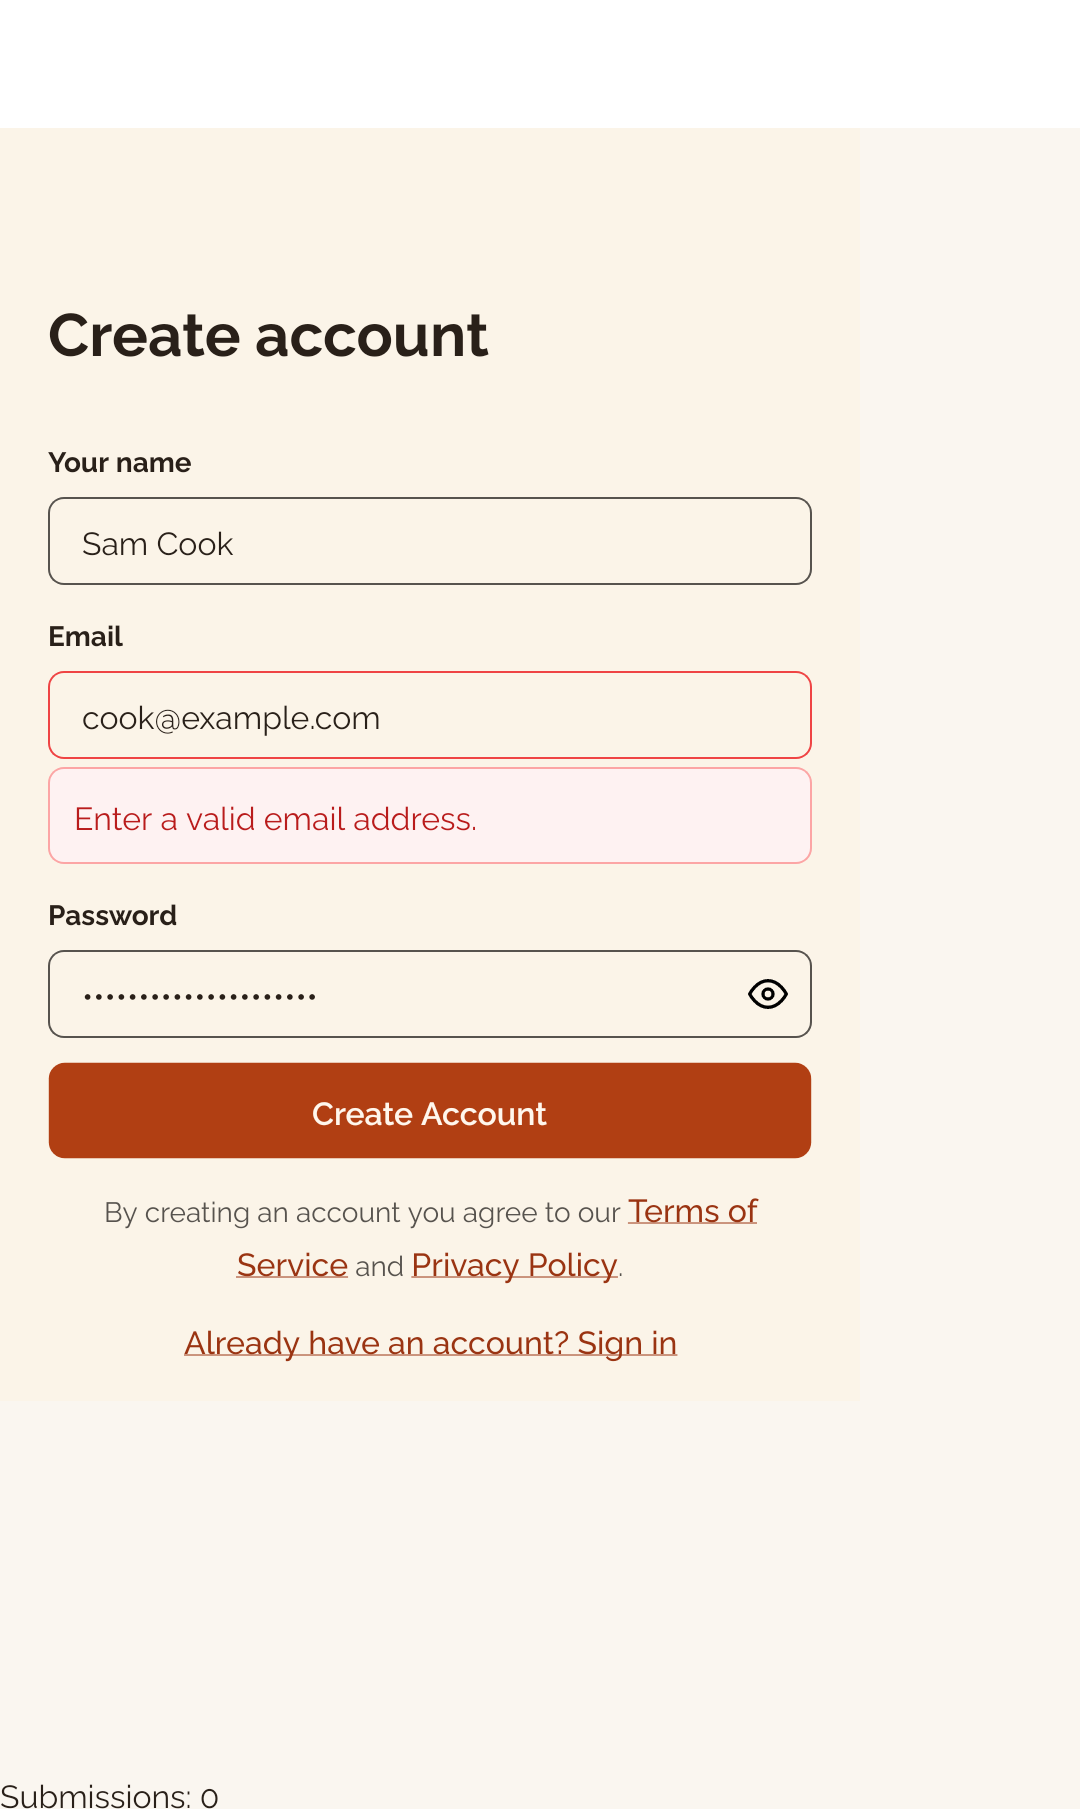 Create account
Your name
Sam Cook
Email
cook@example.com
Enter a valid email address.
Password
•••••••••••••••••••••
Create Account
By creating an account you agree to our Terms of
Service and Privacy Policy.
Already have an account? Sign in
Submissions: 0